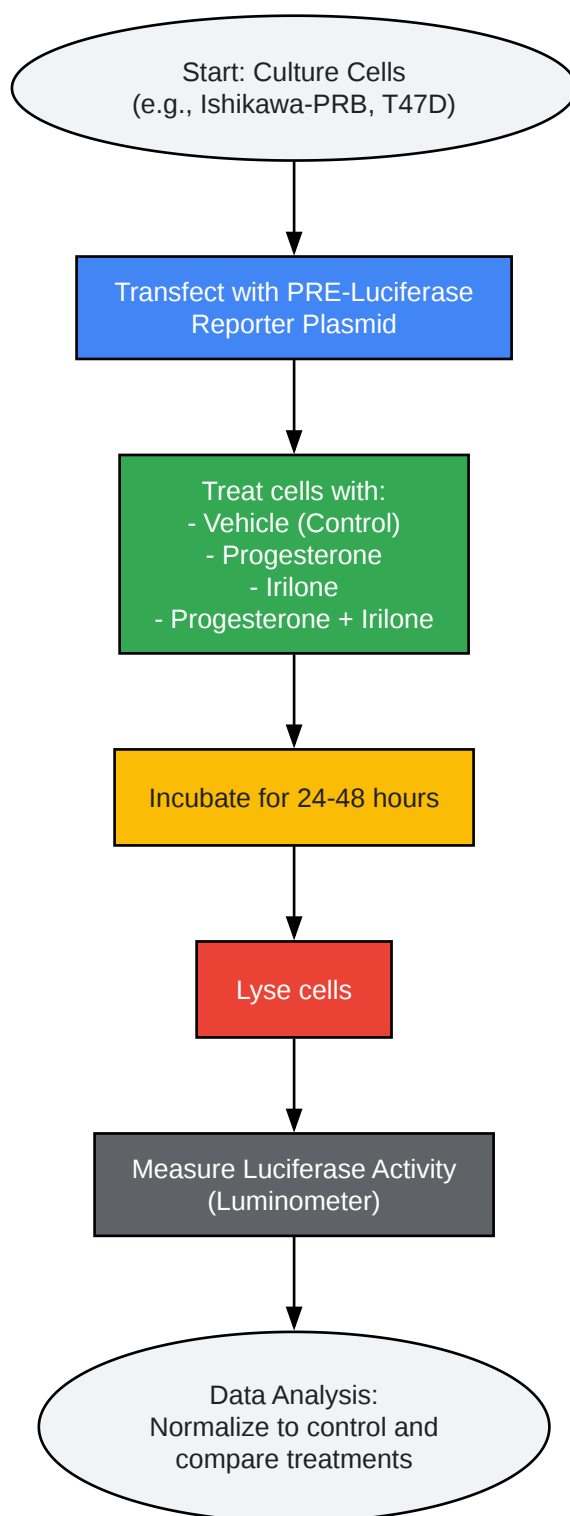 Start: Culture Cells
(e.g., Ishikawa-PRB, T47D)
Transfect with PRE-Luciferase
Reporter Plasmid
Treat cells with:
- Vehicle (Control)
- Progesterone
- Irilone
- Progesterone + Irilone
Incubate for 24-48 hours
Lyse cells
Measure Luciferase Activity
(Luminometer)
Data Analysis:
Normalize to control and
compare treatments